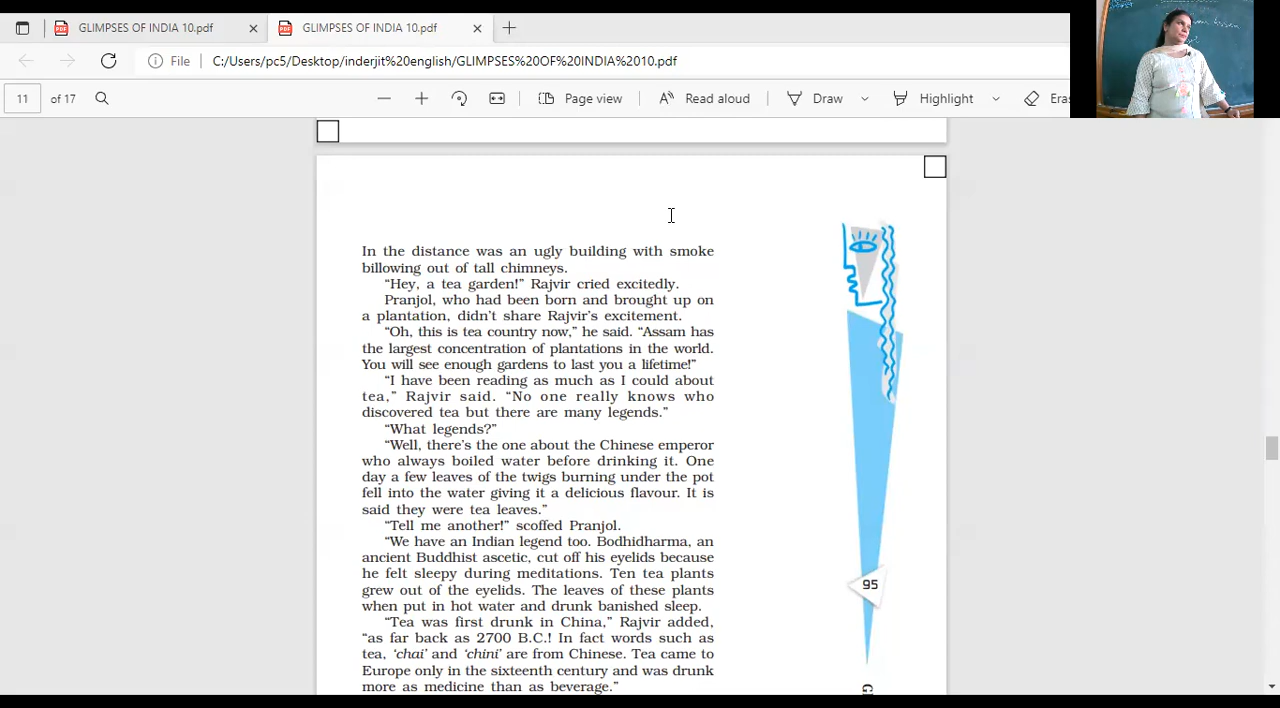 GLIMPSES OF INDIA 10.pdf
GLIMPSES OF INDIA 10.pdf
File
C:/Users/pc5/Desktop/inderjit%20english/GLIMPSES%20OF%20INDIA%2010.pdf
11 of 17
Page view
Read aloud
Draw
Highlight
Eras
In the distance was an ugly building with smoke
billowing out of tall chimneys.
“Hey, a tea garden!” Rajvir cried excitedly.
Pranjol, who had been born and brought up on
a plantation, didn’t share Rajvir’s excitement.
“Oh, this is tea country now,” he said. “Assam has
the largest concentration of plantations in the world.
You will see enough gardens to last you a lifetime!”
“I have been reading as much as I could about
tea,” Rajvir said. “No one really knows who
discovered tea but there are many legends.”
“What legends?”
“Well, there’s the one about the Chinese emperor
who always boiled water before drinking it. One
day a few leaves of the twigs burning under the pot
fell into the water giving it a delicious flavour. It is
said they were tea leaves.”
“Tell me another!” scoffed Pranjol.
“We have an Indian legend too. Bodhidharma, an
ancient Buddhist ascetic, cut off his eyelids because
he felt sleepy during meditations. Ten tea plants
grew out of the eyelids. The leaves of these plants
when put in hot water and drunk banished sleep.
“Tea was first drunk in China,” Rajvir added,
“as far back as 2700 B.C.! In fact words such as
tea, ‘chai’ and ‘chini’ are from Chinese. Tea came to
Europe only in the sixteenth century and was drunk
more as medicine than as beverage.”
95
G